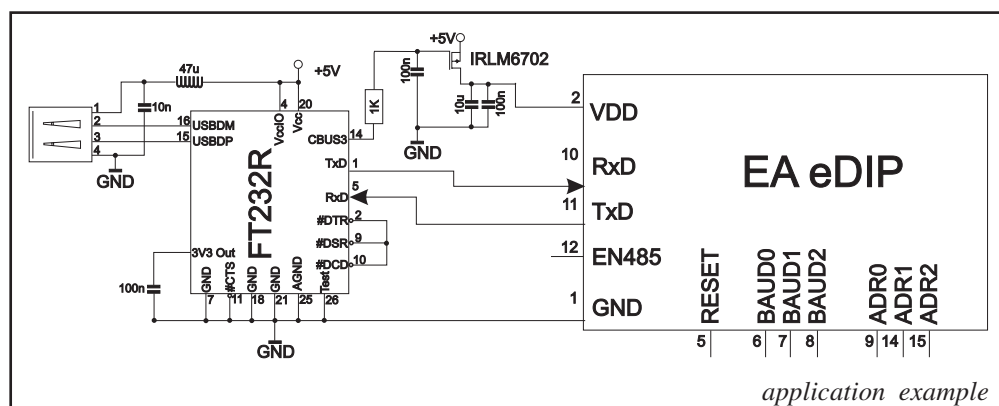 47u
+5V
10n
1
2
3
4
GND
16
15
USBDM
USBDP
4
20
VccIO
Vcc
FT232R
CBUS3
14
TxD
1
RxD
5
#DTR
2
#DSR
9
#DCD
10
3V3 Out
100n
GND
#CTS
GND
GND
AGND
Test
7
11
18
21
25
26
GND
1K
100n
+5V
IRLM6702
10u
100n
GND
2
VDD
10
RxD
11
TxD
12
EN485
1
GND
EA eDIP
RESET
BAUD0
BAUD1
BAUD2
ADR0
ADR1
ADR2
5
6
7
8
9
14
15
application example